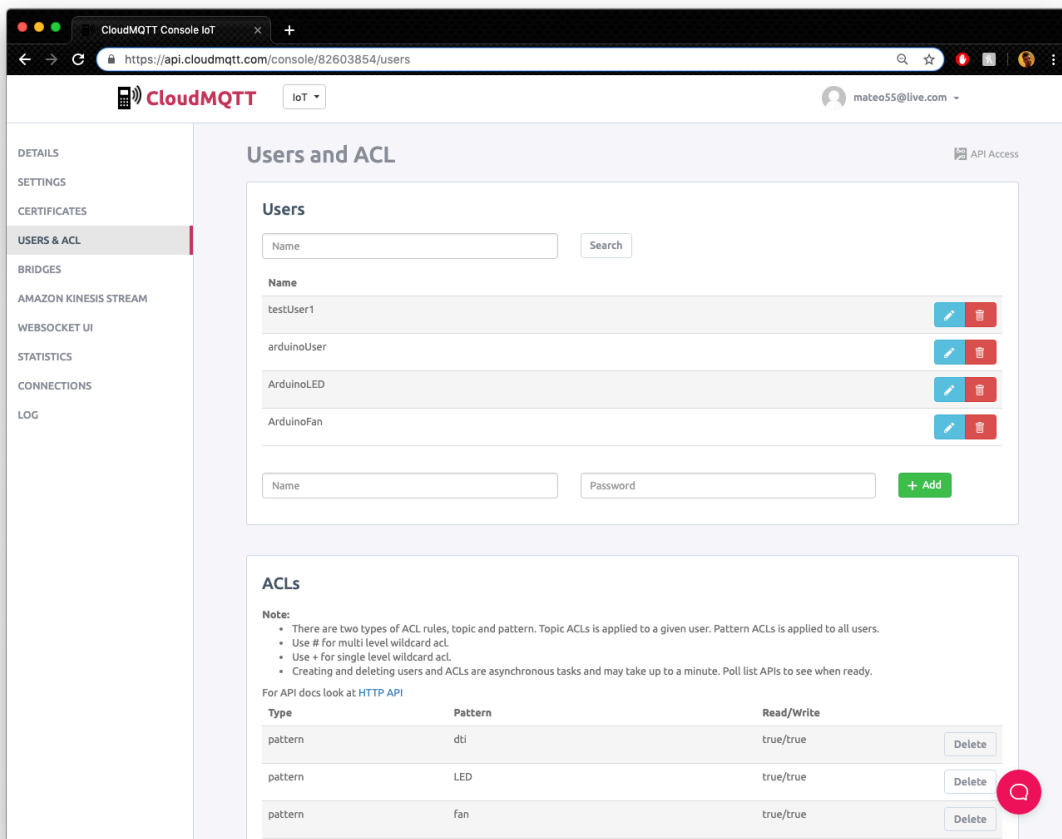 CloudMQTT Console IoT
https://api.cloudmqtt.com/console/82603854/users
CloudMQTT
IoT
mateo55@live.com
DETAILS
SETTINGS
CERTIFICATES
USERS & ACL
BRIDGES
AMAZON KINESIS STREAM
WEBSOCKET UI
STATISTICS
CONNECTIONS
LOG
Users and ACL
API Access
Users
Name
Search
Name
testUser1
arduinoUser
ArduinoLED
ArduinoFan
Name Password + Add
ACLs
Note:
• There are two types of ACL rules, topic and pattern. Topic ACLs is applied to a given user. Pattern ACLs is applied to all users.
• Use # for multi level wildcard acl.
• Use + for single level wildcard acl.
• Creating and deleting users and ACLs are asynchronous tasks and may take up to a minute. Poll list APIs to see when ready.
For API docs look at HTTP API
Type Pattern Read/Write
pattern dti true/true Delete
pattern LED true/true Delete
pattern fan true/true Delete